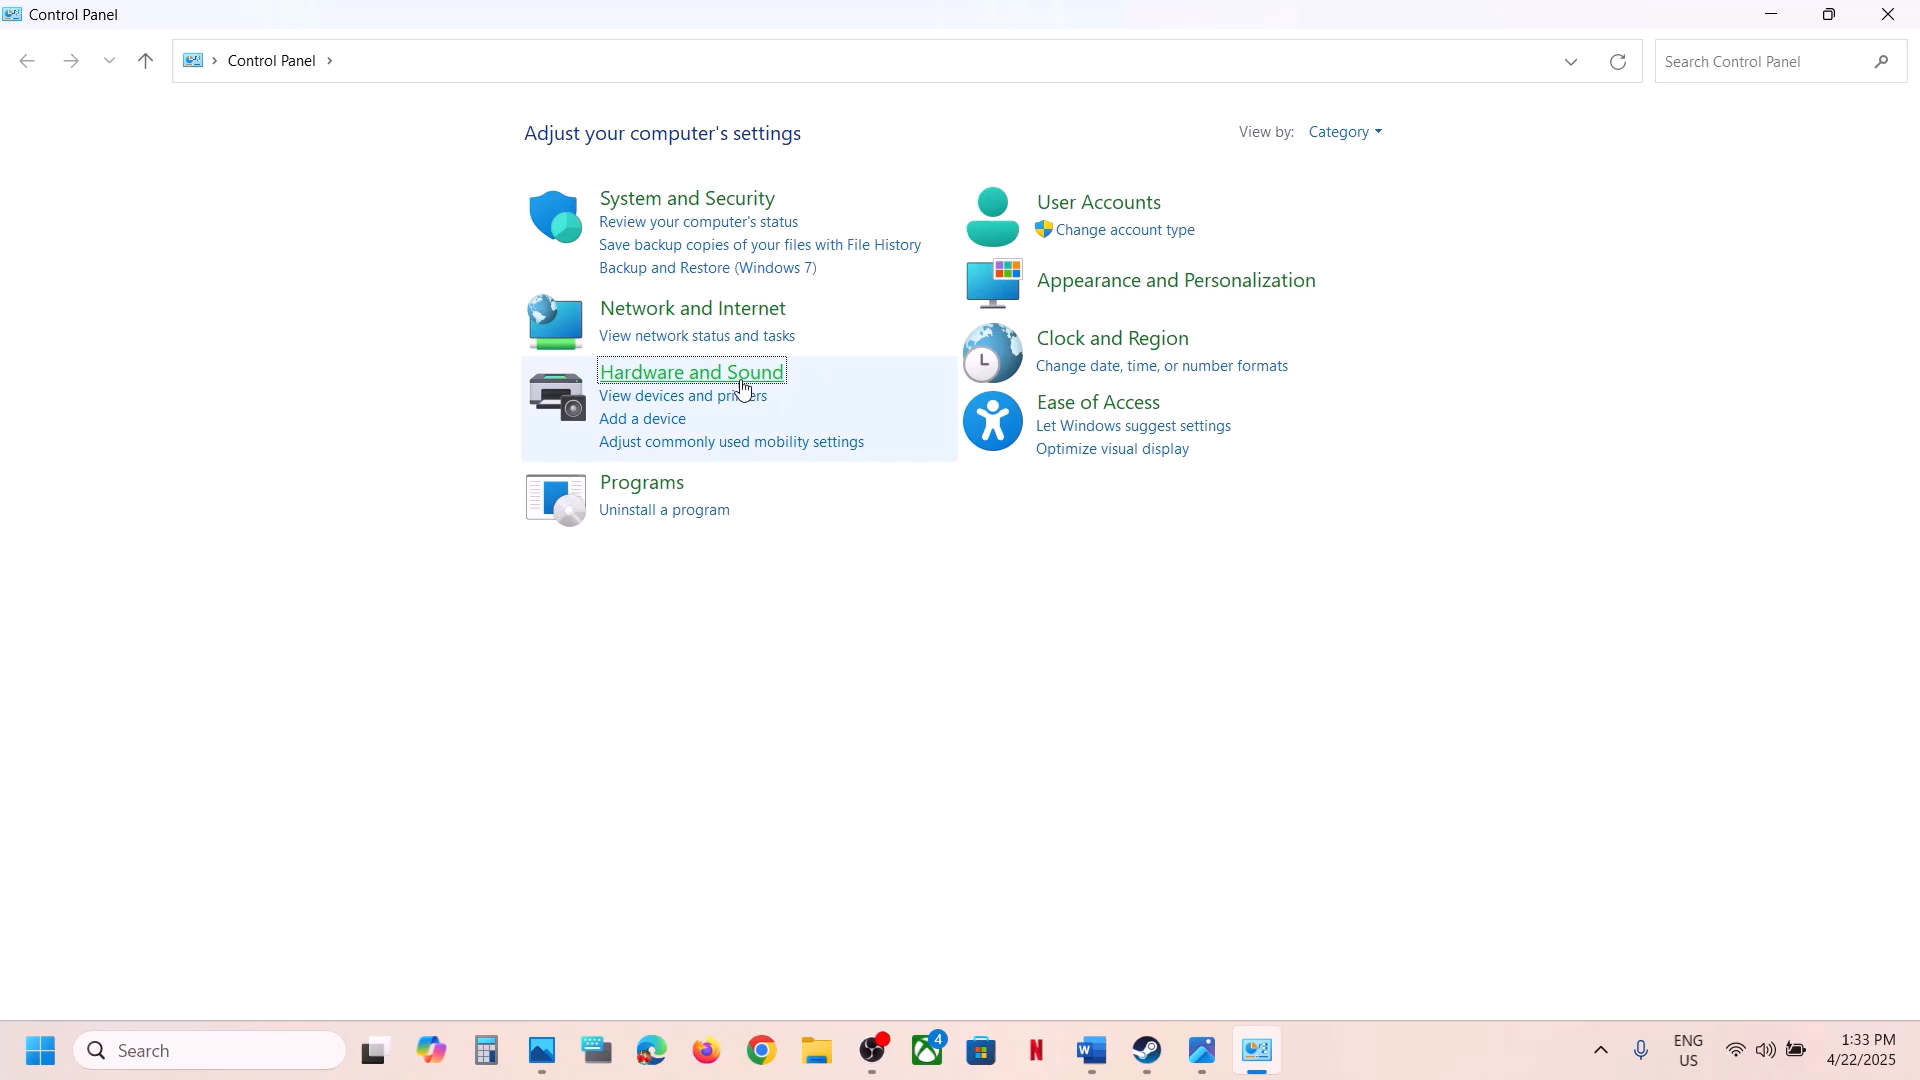 Control Panel
Control Panel
Search Control Panel
Adjust your computer's settings
View by: Category
System and Security
Review your computer's status
Save backup copies of your files with File History
Backup and Restore (Windows 7)
Network and Internet
View network status and tasks
Hardware and Sound
View devices and printers
Add a device
Adjust commonly used mobility settings
Programs
Uninstall a program
User Accounts
Change account type
Appearance and Personalization
Clock and Region
Change date, time, or number formats
Ease of Access
Let Windows suggest settings
Optimize visual display
Search
4
ENG
US
1:33 PM
4/22/2025